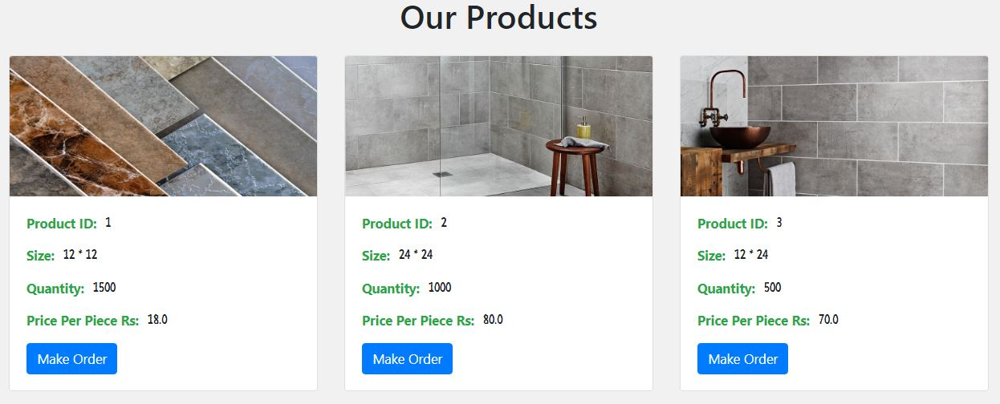 Our Products
Product ID: 1
Size: 12 * 12
Quantity: 1500
Price Per Piece Rs: 18.0
Make Order
Product ID: 2
Size: 24 * 24
Quantity: 1000
Price Per Piece Rs: 80.0
Make Order
Product ID: 3
Size: 12 * 24
Quantity: 500
Price Per Piece Rs: 70.0
Make Order